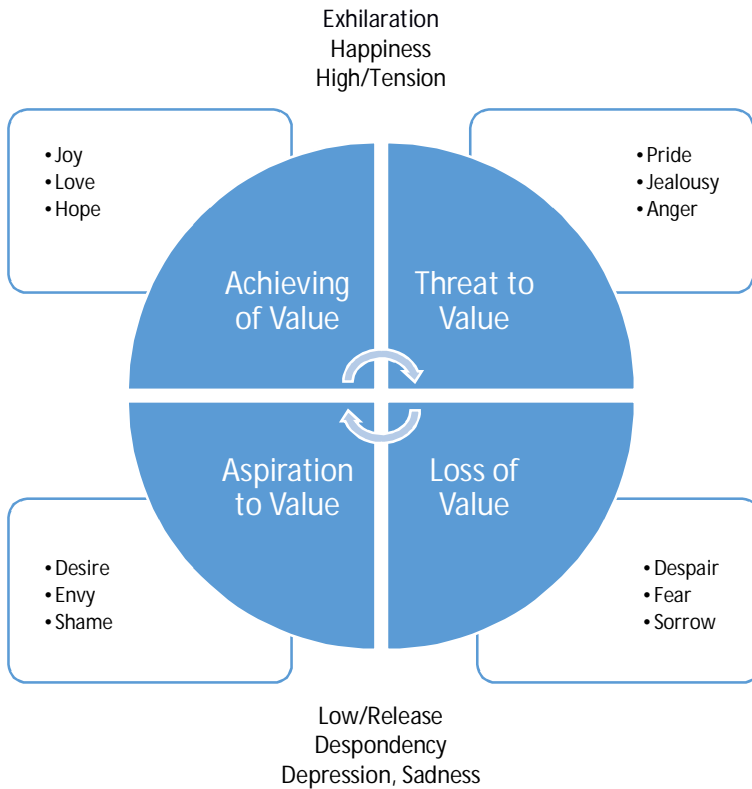 Exhilaration
Happiness
High/Tension
• Joy
• Love
• Hope
• Pride
• Jealousy
• Anger
Achieving
of Value
Threat to
Value
Aspiration
to Value
Loss of
Value
• Desire
• Envy
• Shame
• Despair
• Fear
• Sorrow
Low/Release
Despondency
Depression, Sadness